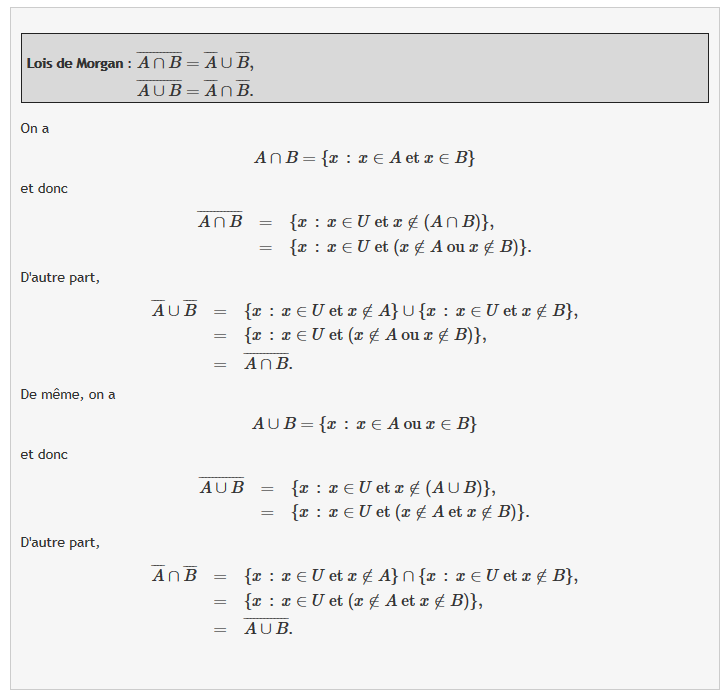 Lois de Morgan : $\overline{A \cap B} = \overline{A} \cup \overline{B},$
$\overline{A \cup B} = \overline{A} \cap \overline{B}.$
On a
$A \cap B = \{x \,:\, x \in A \text{ et } x \in B\}$
et donc
$\overline{A \cap B} = \{x \,:\, x \in U \text{ et } x \notin (A \cap B)\},$
$= \{x \,:\, x \in U \text{ et } (x \notin A \text{ ou } x \notin B)\}.$
D'autre part,
$\overline{A} \cup \overline{B} = \{x \,:\, x \in U \text{ et } x \notin A\} \cup \{x \,:\, x \in U \text{ et } x \notin B\},$
$= \{x \,:\, x \in U \text{ et } (x \notin A \text{ ou } x \notin B)\},$
$= \overline{A \cap B}.$
De même, on a
$A \cup B = \{x \,:\, x \in A \text{ ou } x \in B\}$
et donc
$\overline{A \cup B} = \{x \,:\, x \in U \text{ et } x \notin (A \cup B)\},$
$= \{x \,:\, x \in U \text{ et } (x \notin A \text{ et } x \notin B)\}.$
D'autre part,
$\overline{A} \cap \overline{B} = \{x \,:\, x \in U \text{ et } x \notin A\} \cap \{x \,:\, x \in U \text{ et } x \notin B\},$
$= \{x \,:\, x \in U \text{ et } (x \notin A \text{ et } x \notin B)\},$
$= \overline{A \cup B}.$